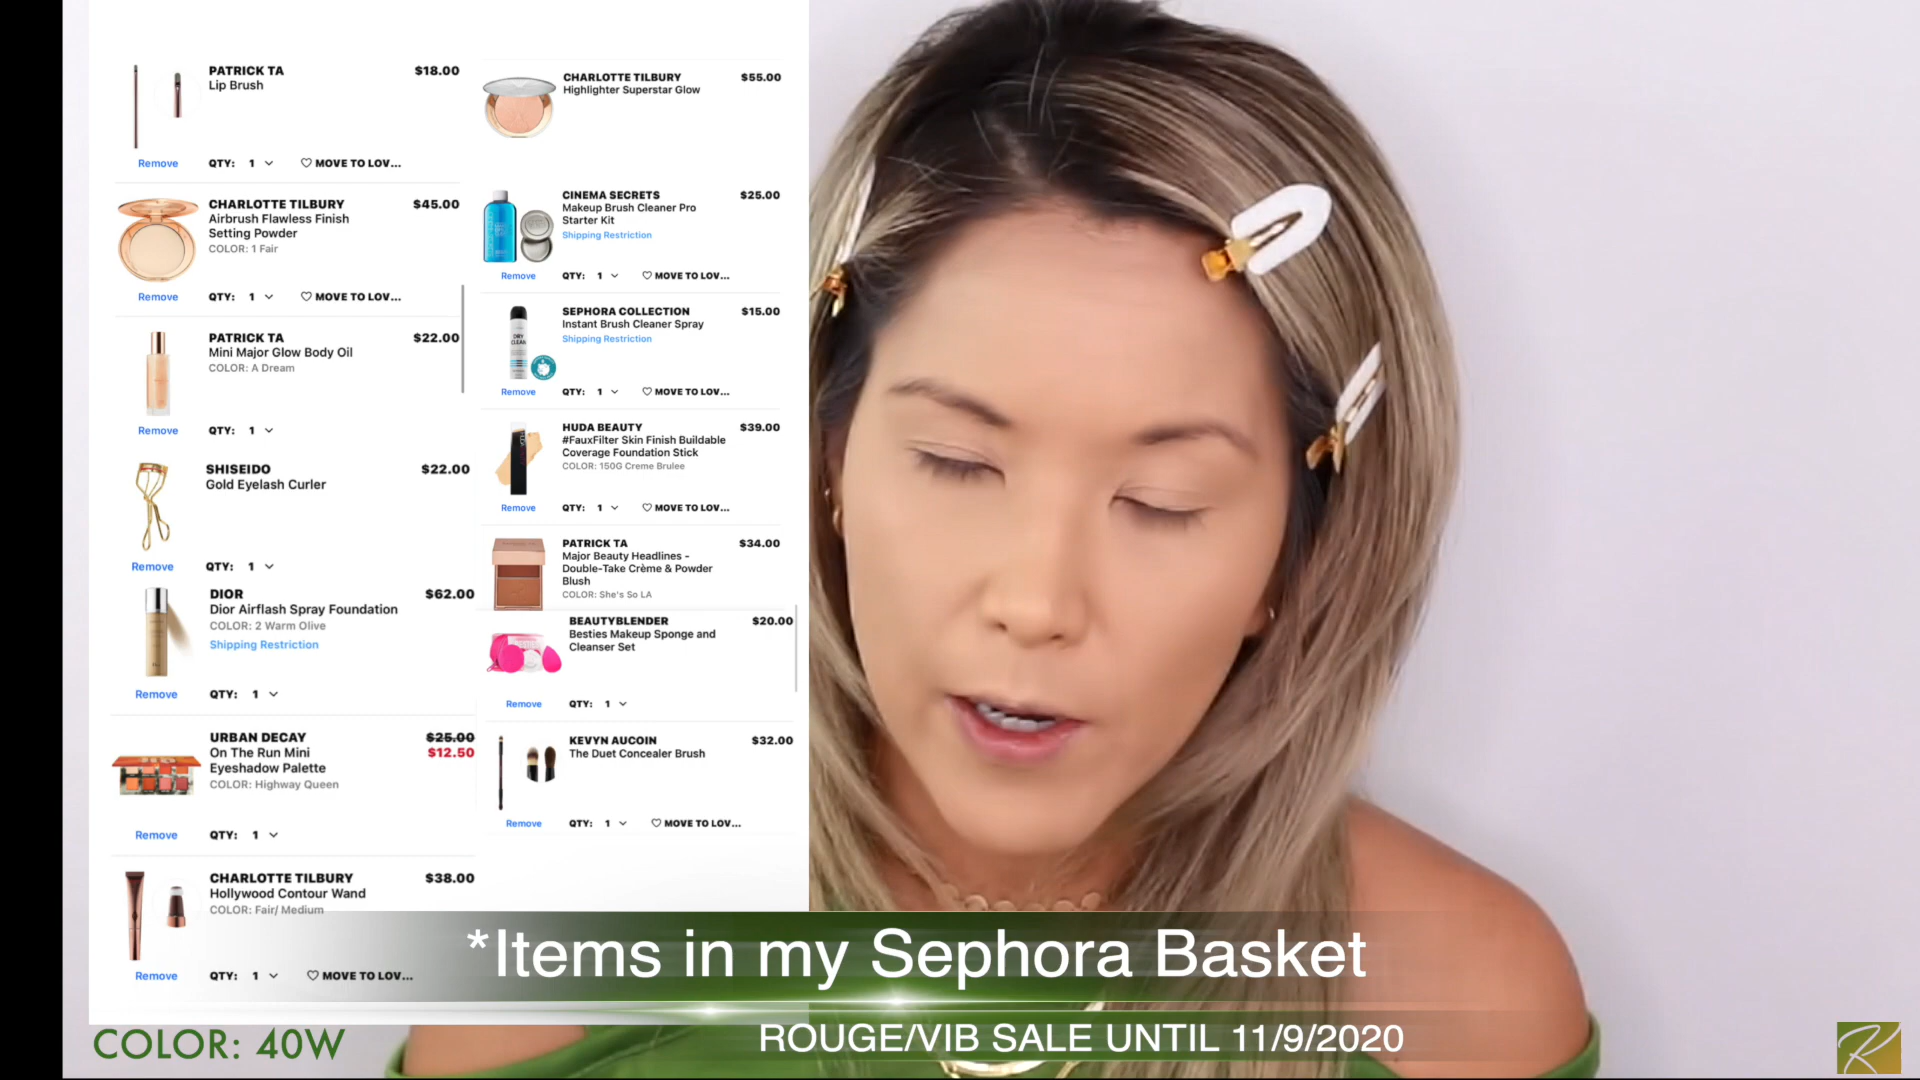 PATRICK TA $18.00
Lip Brush
Remove QTY: 1 MOVE TO LOV...
CHARLOTTE TILBURY $45.00
Airbrush Flawless Finish
Setting Powder
COLOR: 1 Fair
Remove QTY: 1 MOVE TO LOV...
PATRICK TA $22.00
Mini Major Glow Body Oil
COLOR: A Dream
Remove QTY: 1
SHISEIDO $22.00
Gold Eyelash Curler
Remove QTY: 1
DIOR $62.00
Dior Airflash Spray Foundation
COLOR: 2 Warm Olive
Shipping Restriction
Remove QTY: 1
URBAN DECAY $25.00
On The Run Mini $12.50
Eyeshadow Palette
COLOR: Highway Queen
Remove QTY: 1
CHARLOTTE TILBURY $38.00
Hollywood Contour Wand
COLOR: Fair/ Medium
Remove QTY: 1 MOVE TO LOV...
CHARLOTTE TILBURY $55.00
Highlighter Superstar Glow
CINEMA SECRETS $25.00
Makeup Brush Cleaner Pro
Starter Kit
Shipping Restriction
Remove QTY: 1 MOVE TO LOV...
SEPHORA COLLECTION $15.00
Instant Brush Cleaner Spray
Shipping Restriction
DRY
CLEAN
Remove QTY: 1 MOVE TO LOV...
HUDA BEAUTY $39.00
#FauxFilter Skin Finish Buildable
Coverage Foundation Stick
COLOR: 150G Creme Brulee
Remove QTY: 1 MOVE TO LOV...
PATRICK TA $34.00
Major Beauty Headlines -
Double-Take Crème & Powder
Blush
COLOR: She's So LA
BEAUTYBLENDER $20.00
Besties Makeup Sponge and
Cleanser Set
Remove QTY: 1
KEVYN AUCOIN $32.00
The Duet Concealer Brush
Remove QTY: 1 MOVE TO LOV...
*Items in my Sephora Basket
ROUGE/VIB SALE UNTIL 11/9/2020
COLOR: 40W
K